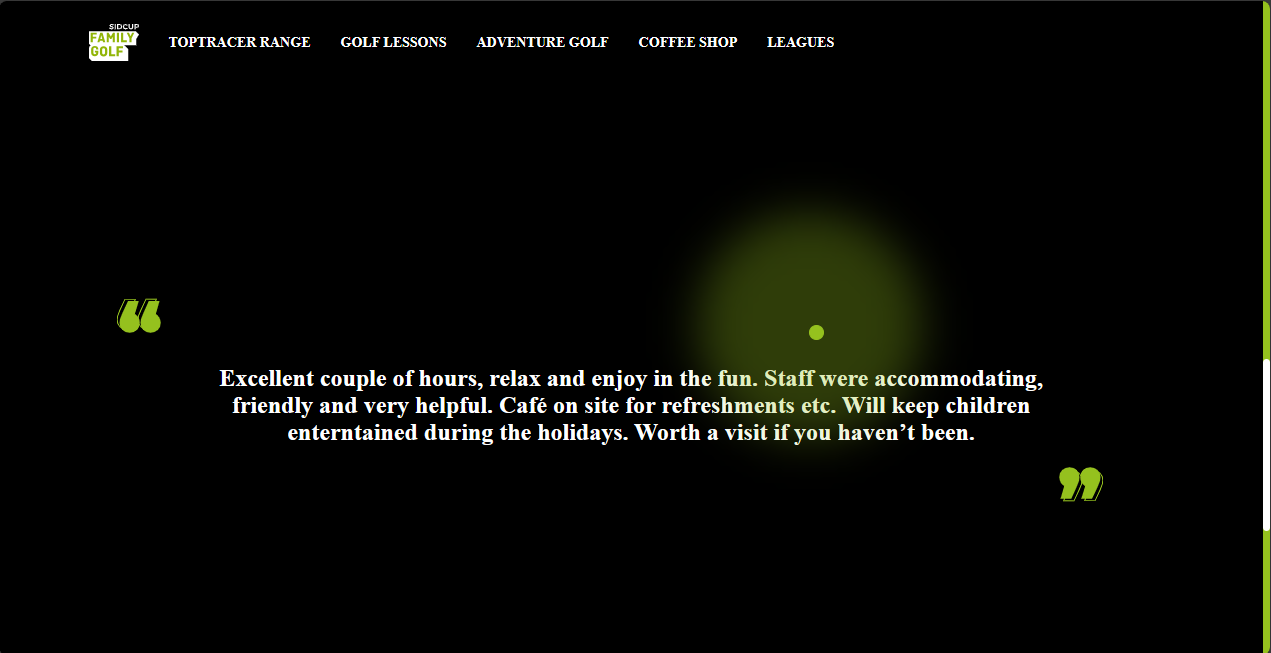 SIDCUP
FAMILY
GOLF
TOPTRACER RANGE GOLF LESSONS ADVENTURE GOLF COFFEE SHOP LEAGUES
“
Excellent couple of hours, relax and enjoy in the fun. Staff were accommodating,
friendly and very helpful. Café on site for refreshments etc. Will keep children
enterntained during the holidays. Worth a visit if you haven’t been.
”